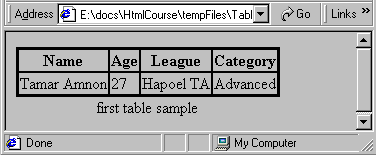 Address E:\docs\HtmlCourse\tempFiles\Tabl Go Links »
Name Age League Category
Tamar Amnon 27 Hapoel TA Advanced
first table sample
Done My Computer